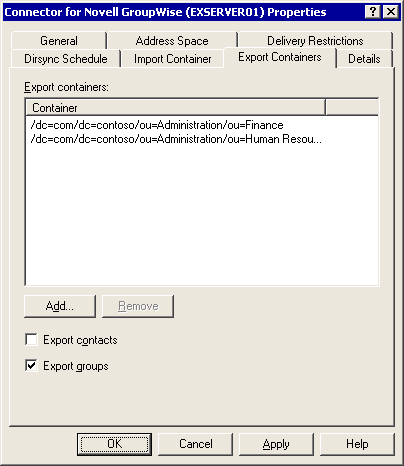 Connector for Novell GroupWise (EXSERVER01) Properties
General Address Space Delivery Restrictions
Dirsync Schedule Import Container Export Containers Details
Export containers:
Container
/dc=com/dc=contoso/ou=Administration/ou=Finance
/dc=com/dc=contoso/ou=Administration/ou=Human Resou...
Add... Remove
Export contacts
Export groups
OK Cancel Apply Help